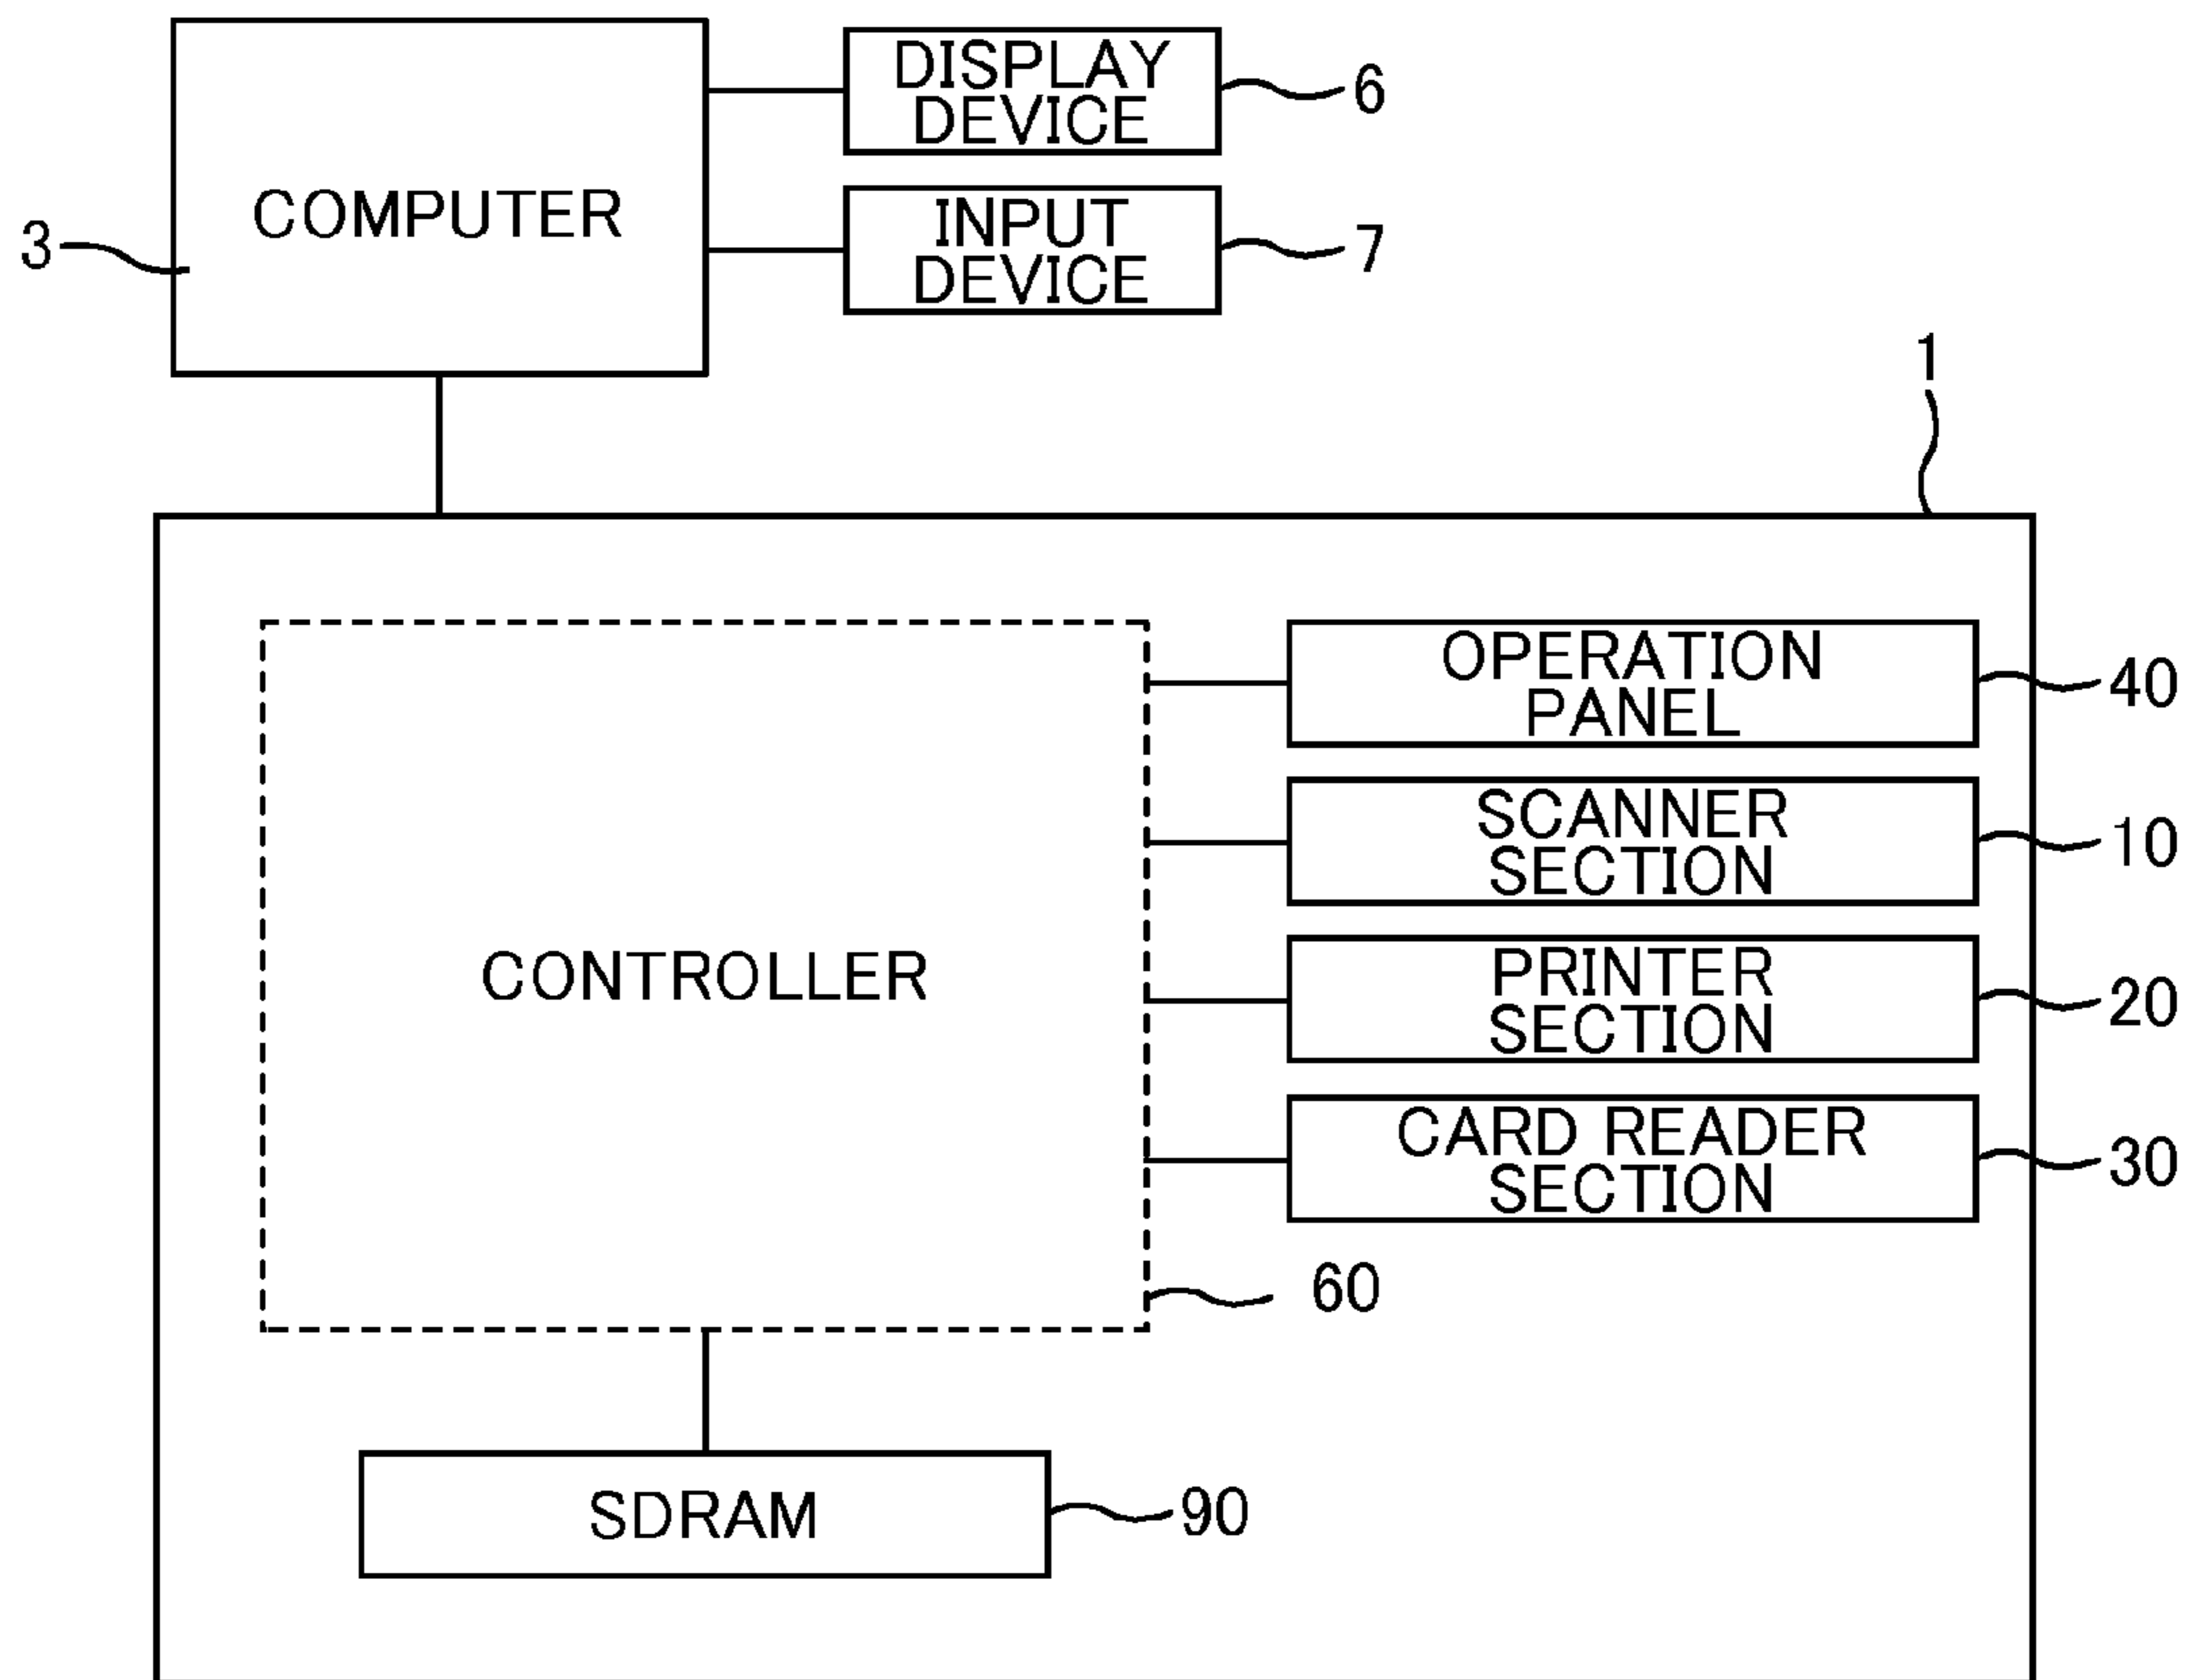 DISPLAY
DEVICE
6
COMPUTER
INPUT
DEVICE
3
7
1
OPERATION
PANEL
40
SCANNER
SECTION
10
CONTROLLER
PRINTER
SECTION
20
CARD READER
SECTION
30
60
SDRAM
90